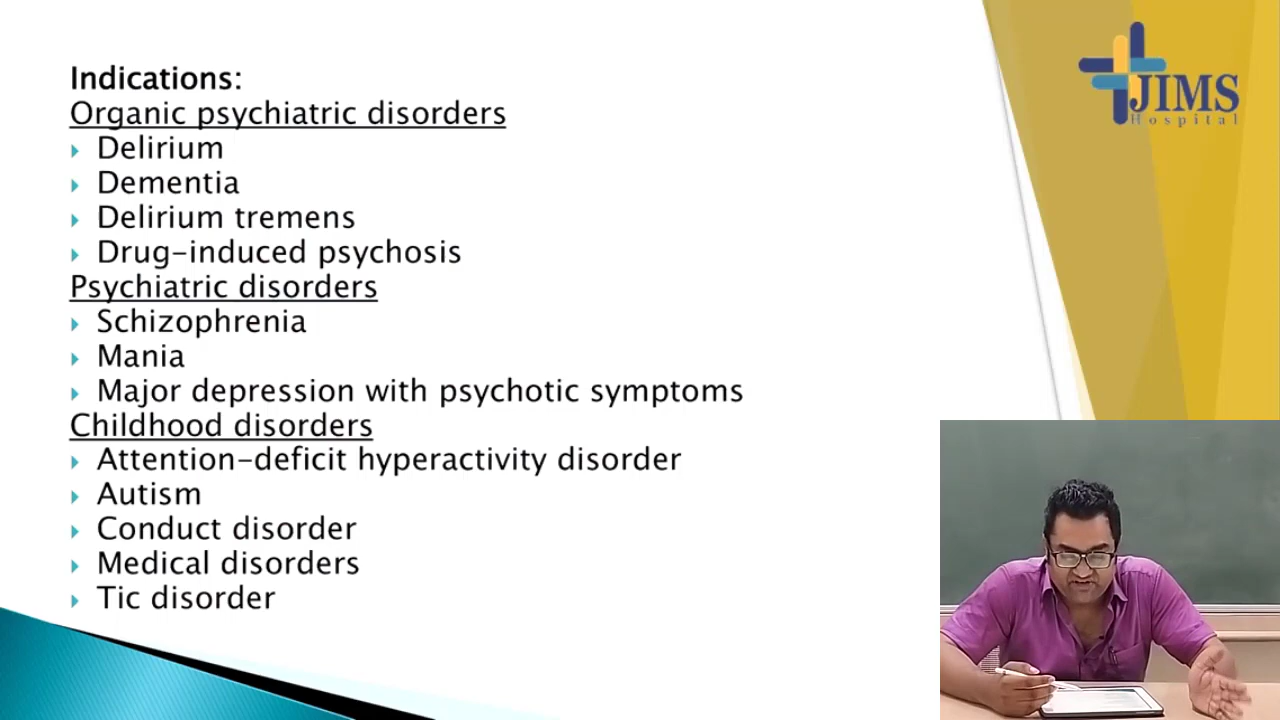 Indications:
Organic psychiatric disorders
Delirium
Dementia
Delirium tremens
Drug-induced psychosis
Psychiatric disorders
Schizophrenia
Mania
Major depression with psychotic symptoms
Childhood disorders
Attention-deficit hyperactivity disorder
Autism
Conduct disorder
Medical disorders
Tic disorder
JIMS
Hospital